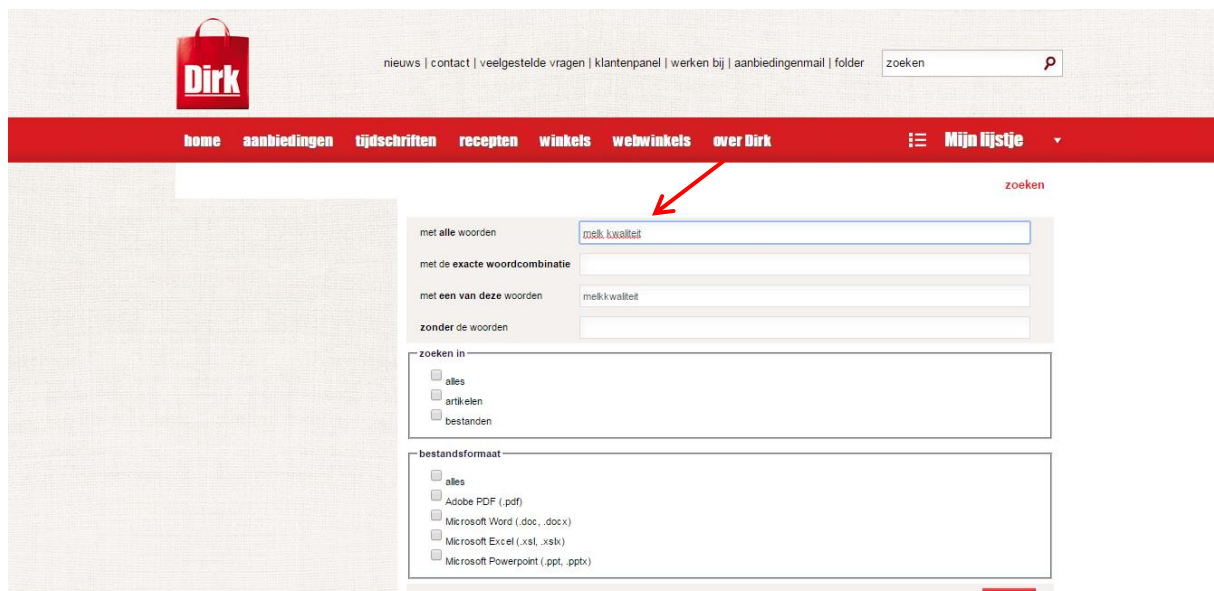 Dirk
nieuws | contact | veelgestelde vragen | klantenpanel | werken bij | aanbiedingenmail | folder
zoeken
home aanbiedingen tijdschriften recepten winkels webwinkels over Dirk Mijn lijstje
zoeken
met alle woorden melk kwaliteit
met de exacte woordcombinatie
met een van deze woorden melkkwaliteit
zonder de woorden
zoeken in
alles
artikelen
bestanden
bestandsformaat
alles
Adobe PDF (.pdf)
Microsoft Word (.doc, .docx)
Microsoft Excel (.xsl, .xslx)
Microsoft Powerpoint (.ppt, .pptx)